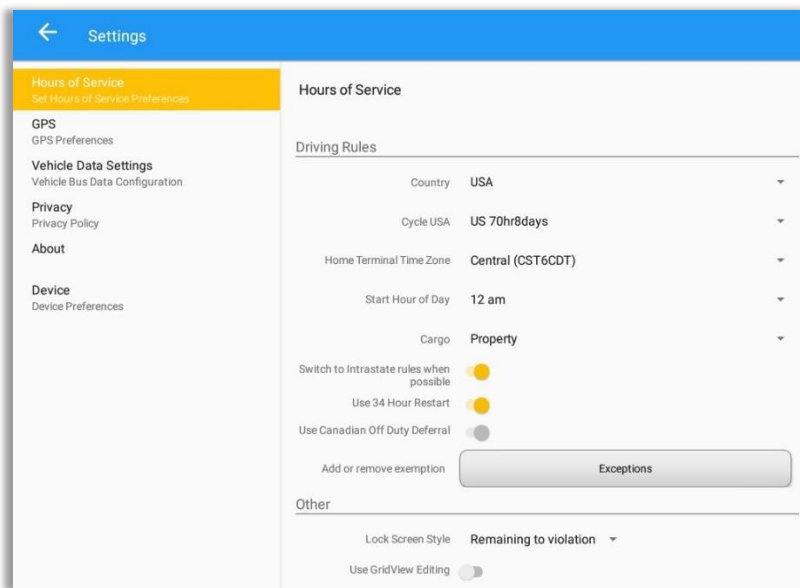 Settings
Hours of Service
Set Hours of Service Preferences
GPS
GPS Preferences
Vehicle Data Settings
Vehicle Bus Data Configuration
Privacy
Privacy Policy
About
Device
Device Preferences
Hours of Service
Driving Rules
Country USA
Cycle USA US 70hr8days
Home Terminal Time Zone Central (CST6CDT)
Start Hour of Day 12 am
Cargo Property
Switch to Intrastate rules when
possible
Use 34 Hour Restart
Use Canadian Off Duty Deferral
Add or remove exemption Exceptions
Other
Lock Screen Style Remaining to violation
Use GridView Editing